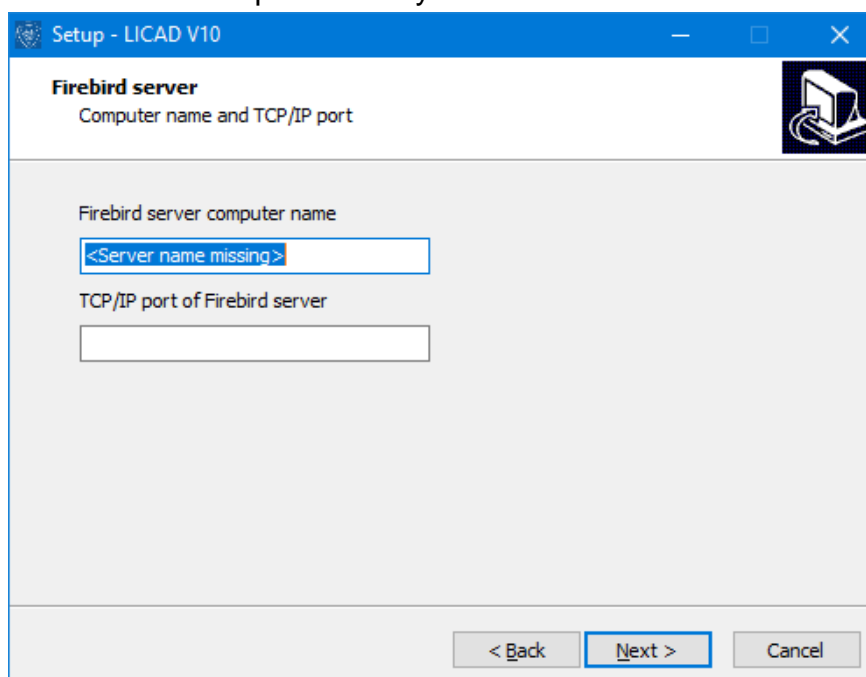 Setup - LICAD V10
Firebird server
Computer name and TCP/IP port
Firebird server computer name
<Server name missing>
TCP/IP port of Firebird server
< Back
Next >
Cancel